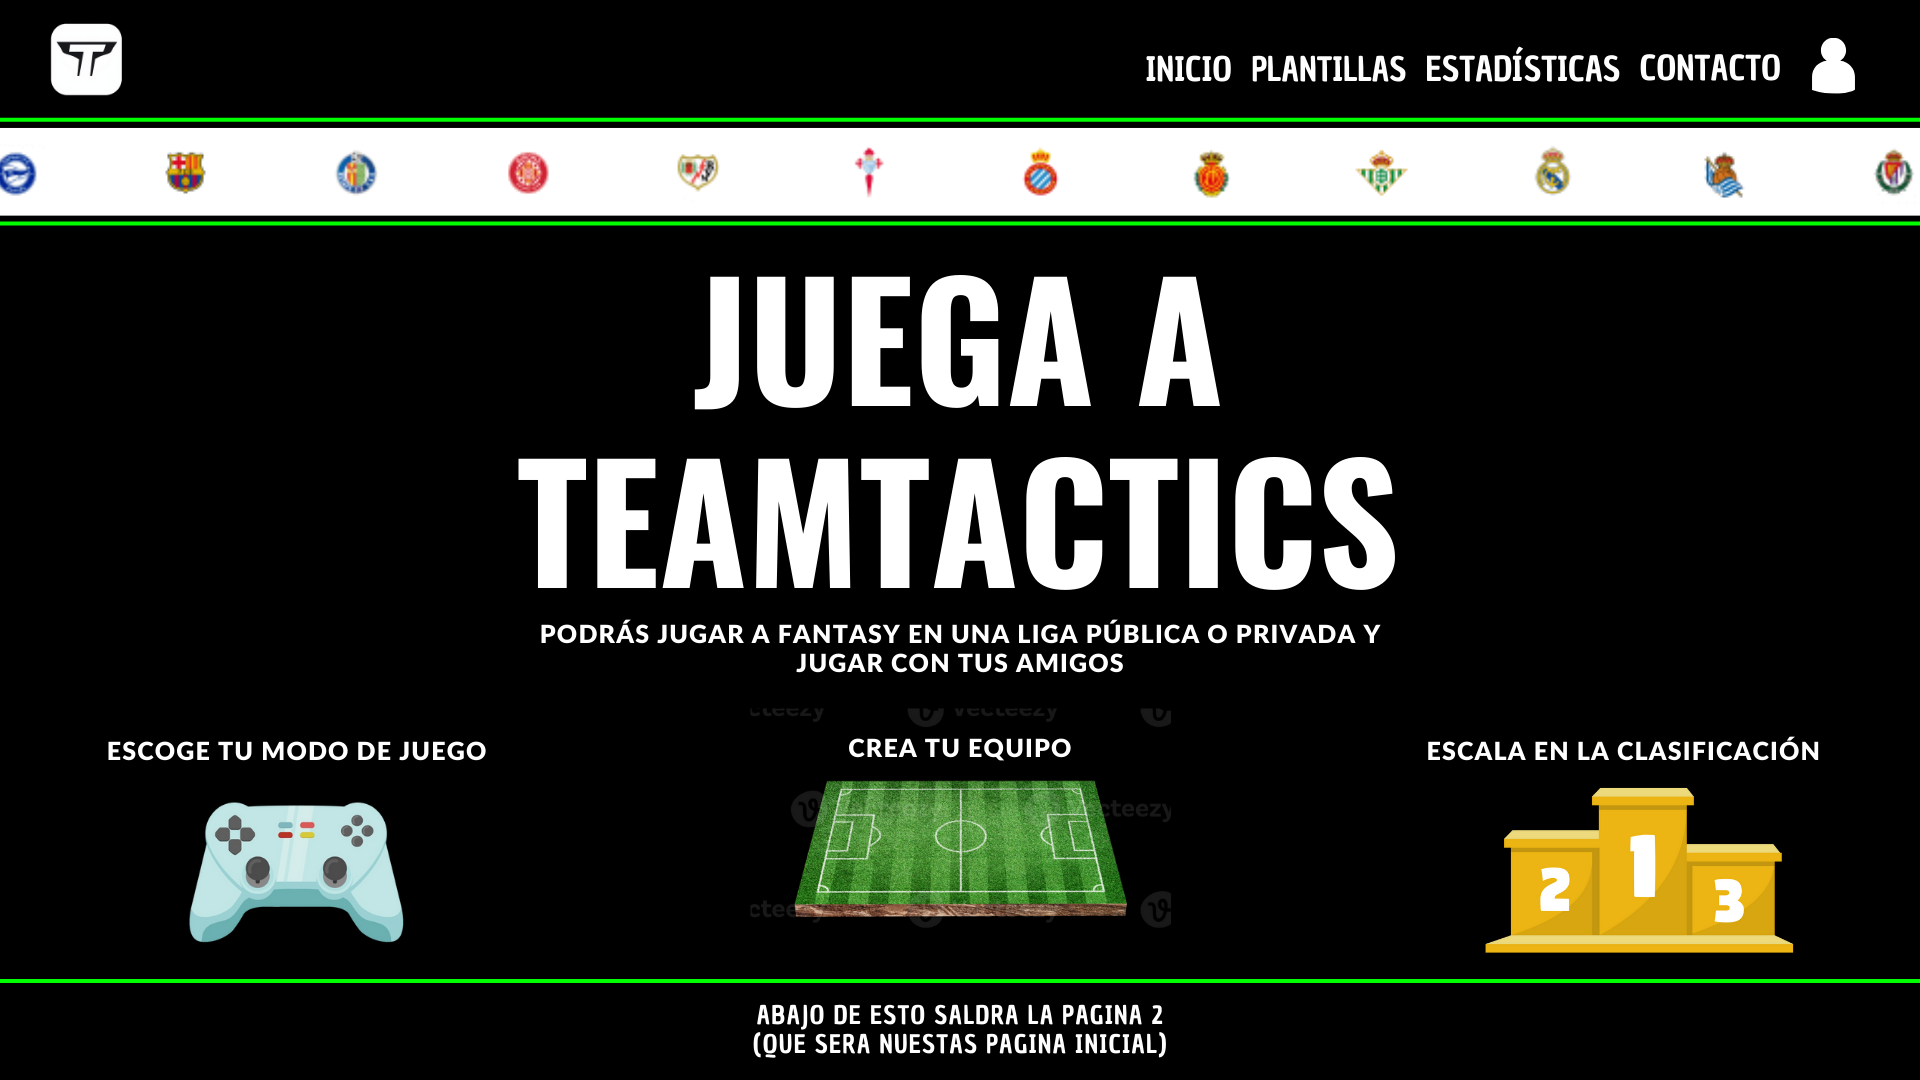 INICIO PLANTILLAS ESTADÍSTICAS CONTACTO
JUEGA A
TEAMTACTICS
PODRÁS JUGAR A FANTASY EN UNA LIGA PÚBLICA O PRIVADA Y
JUGAR CON TUS AMIGOS
vecteezy
ESCOGE TU MODO DE JUEGO
CREA TU EQUIPO
ESCALA EN LA CLASIFICACIÓN
2 1 3
ABAJO DE ESTO SALDRA LA PAGINA 2
(QUE SERA NUESTAS PAGINA INICIAL)